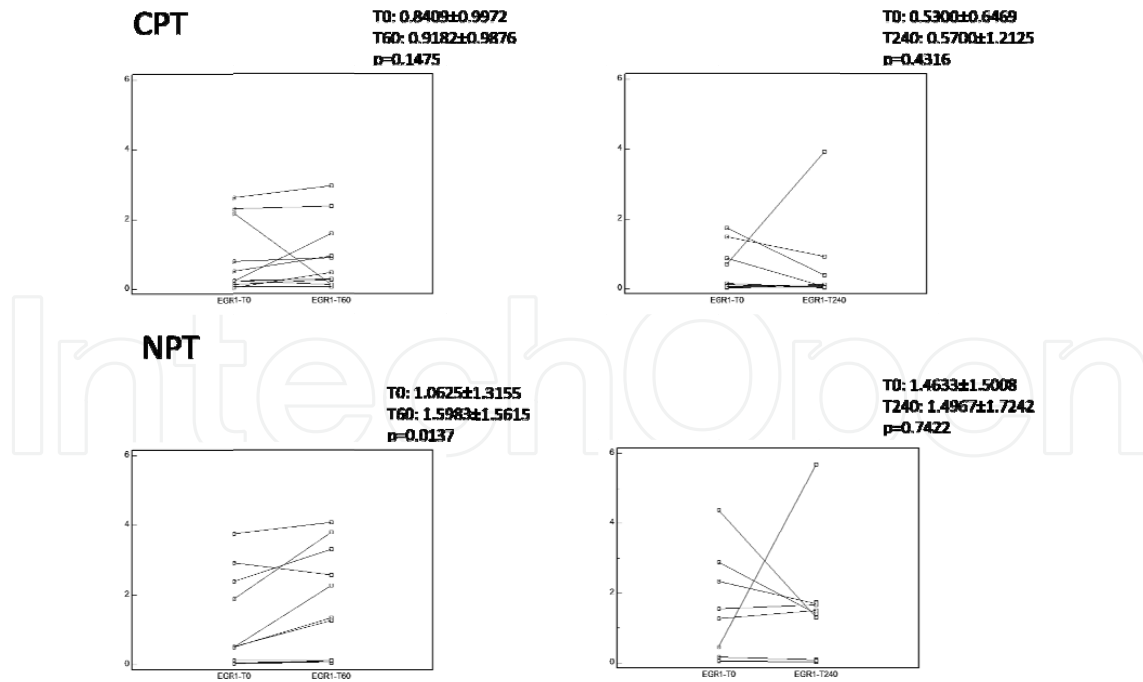 CPT
T0: 0.8409±0.9972
T60: 0.9182±0.9876
p=0.1475
T0: 0.5300±0.6469
T240: 0.5700±1.2125
p=0.4316
6
4
2
0
EGR1-T0 EGR1-T60
6
4
2
0
EGR1-T0 EGR1-T240
IntechOpen
NPT
T0: 1.0625±1.3155
T60: 1.5983±1.5615
p=0.0137
T0: 1.4633±1.5008
T240: 1.4967±1.7242
p=0.7422
6
4
2
0
EGR1-T0 EGR1-T60
6
4
2
0
EGR1-T0 EGR1-T240